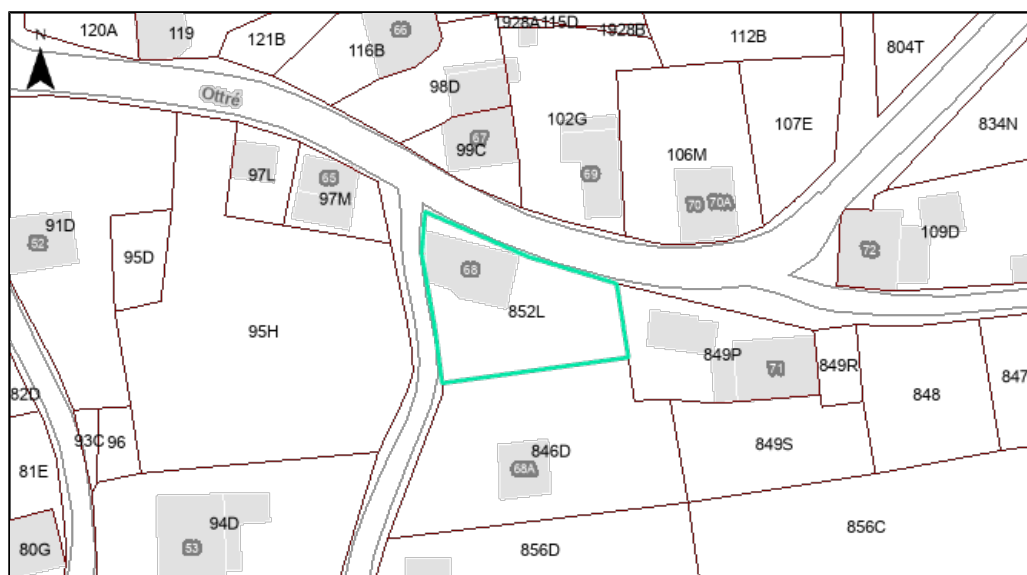 928A115D
120A
119
121B
66
1928B
112B
804T
N
116B
98D
Ottré
102G
107E
834N
67
99C
106M
97L
65
97M
69
70
70A
91D
52
109D
72
95D
68
852L
95H
849P
71
849R
847
82D
848
93C
96
849S
81E
846D
68A
94D
856C
53
80G
856D